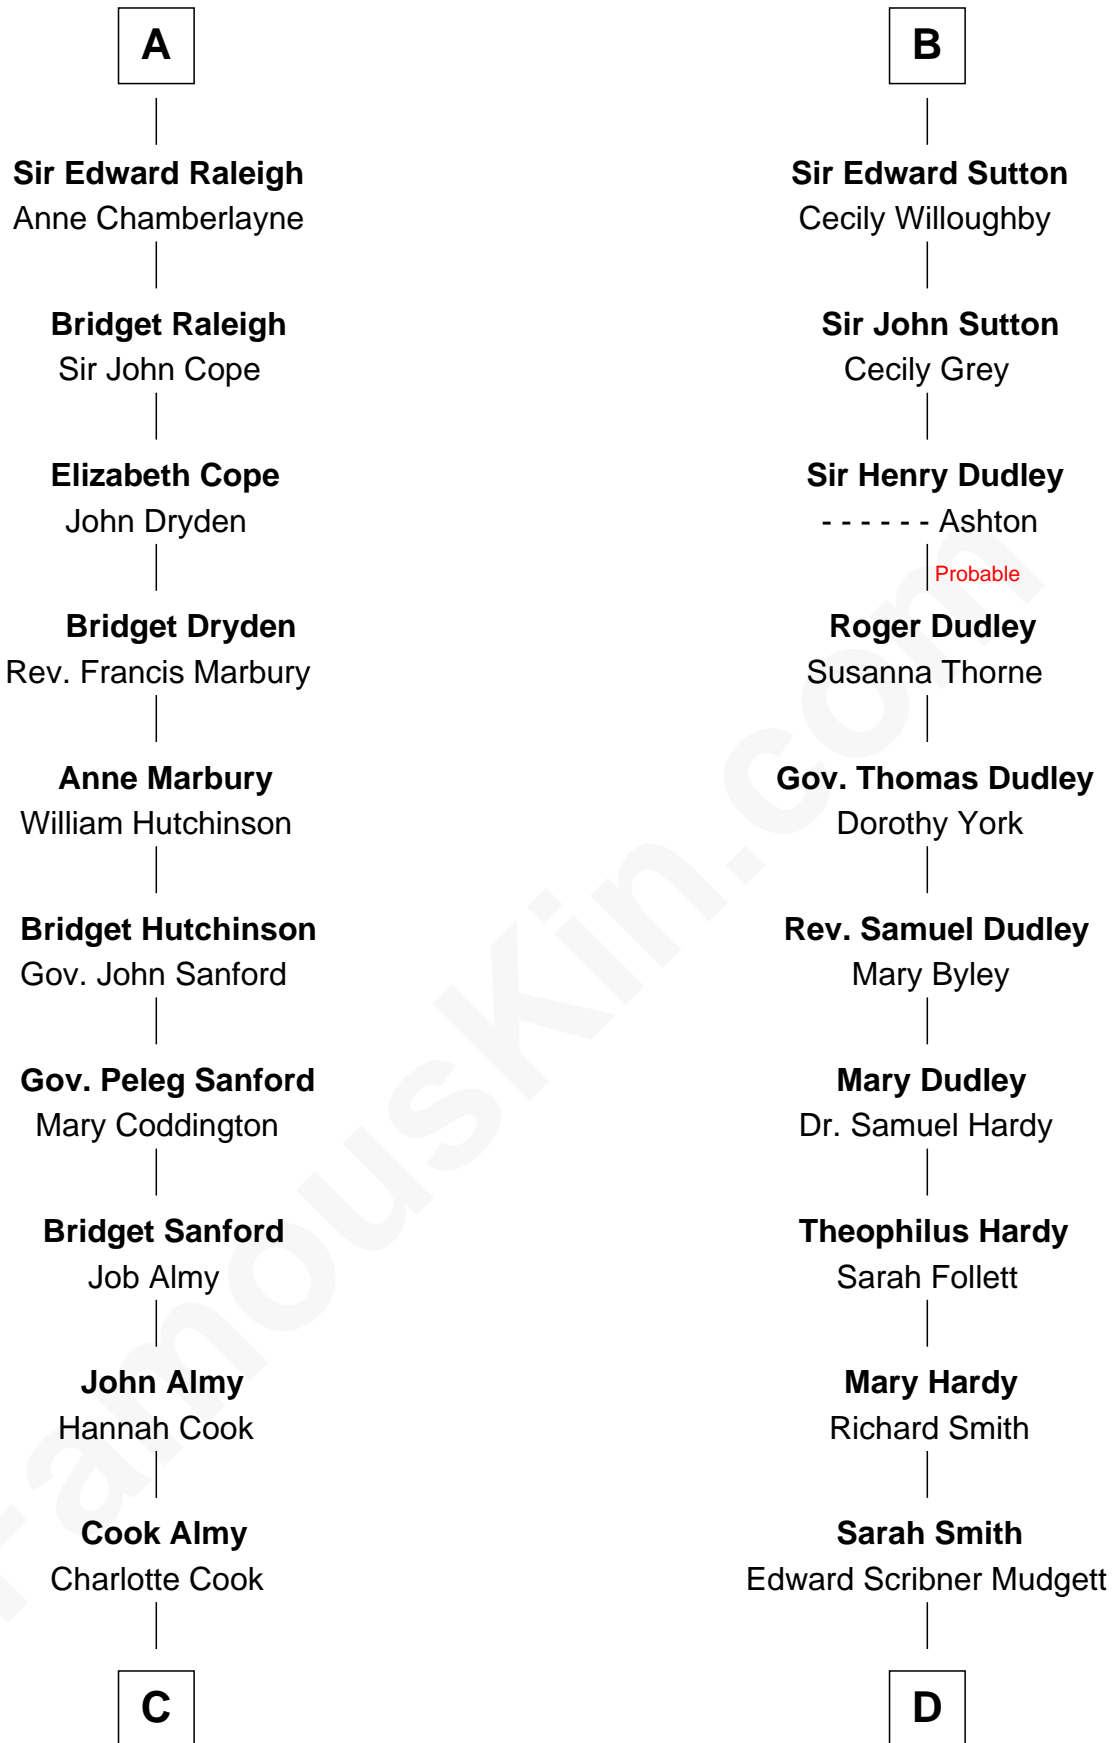 A
Sir Edward Raleigh
Anne Chamberlayne
Bridget Raleigh
Sir John Cope
Elizabeth Cope
John Dryden
Bridget Dryden
Rev. Francis Marbury
Anne Marbury
William Hutchinson
Bridget Hutchinson
Gov. John Sanford
Gov. Peleg Sanford
Mary Coddington
Bridget Sanford
Job Almy
John Almy
Hannah Cook
Cook Almy
Charlotte Cook
C
B
Sir Edward Sutton
Cecily Willoughby
Sir John Sutton
Cecily Grey
Sir Henry Dudley
- - - - - - Ashton
Probable
Roger Dudley
Susanna Thorne
Gov. Thomas Dudley
Dorothy York
Rev. Samuel Dudley
Mary Byley
Mary Dudley
Dr. Samuel Hardy
Theophilus Hardy
Sarah Follett
Mary Hardy
Richard Smith
Sarah Smith
Edward Scribner Mudgett
D
FamousKin.com